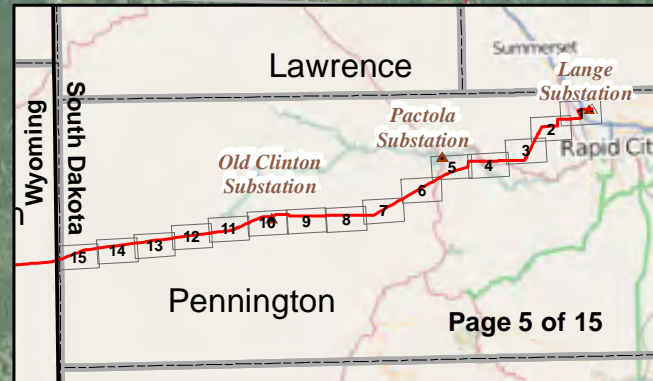 Summerset
Lawrence
Lange
Substation
Pactola
Substation
1
2
3
Rapid Cit
4
5
6
Old Clinton
Substation
7
8
9
10
11
12
13
14
15
Wyoming
South Dakota
Pennington
Page 5 of 15